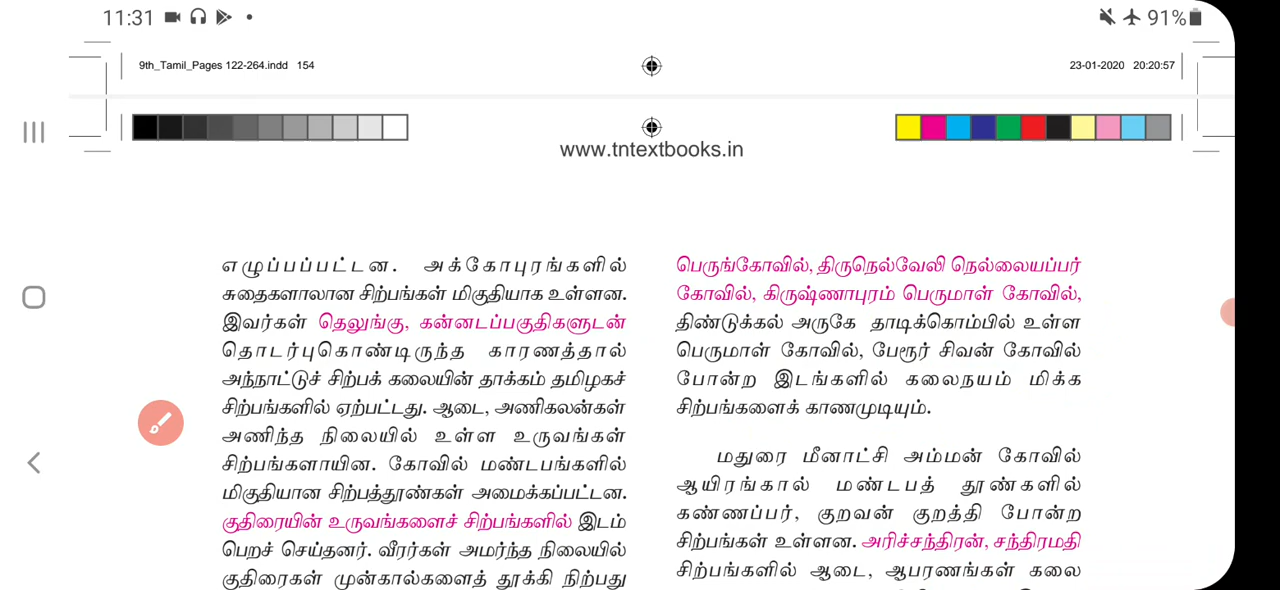 11:31
91%
9th_Tamil_Pages 122-264.indd 154
23-01-2020 20:20:57
www.tntextbooks.in
எழுப்பப்பட்டன. அக்கோபுரங்களில்
சுதைகளாலான சிற்பங்கள் மிகுதியாக உள்ளன.
இவர்கள் தெலுங்கு, கன்னடப்பகுதிகளுடன்
தொடர்புகொண்டிருந்த காரணத்தால்
அந்நாட்டுச் சிற்பக் கலையின் தாக்கம் தமிழகச்
சிற்பங்களில் ஏற்பட்டது. ஆடை, அணிகலன்கள்
அணிந்த நிலையில் உள்ள உருவங்கள்
சிற்பங்களாயின. கோவில் மண்டபங்களில்
மிகுதியான சிற்பத்தூண்கள் அமைக்கப்பட்டன.
குதிரையின் உருவங்களைச் சிற்பங்களில் இடம்
பெறச் செய்தனர். வீரர்கள் அமர்ந்த நிலையில்
குதிரைகள் முன்கால்களைத் தூக்கி நிற்பது
பெருங்கோவில், திருநெல்வேலி நெல்லையப்பர்
கோவில், கிருஷ்ணாபுரம் பெருமாள் கோவில்,
திண்டுக்கல் அருகே தாடிக்கொம்பில் உள்ள
பெருமாள் கோவில், பேரூர் சிவன் கோவில்
போன்ற இடங்களில் கலைநயம் மிக்க
சிற்பங்களைக் காணமுடியும்.
மதுரை மீனாட்சி அம்மன் கோவில்
ஆயிரங்கால் மண்டபத் தூண்களில்
கண்ணப்பர், குறவன் குறத்தி போன்ற
சிற்பங்கள் உள்ளன. அரிச்சந்திரன், சந்திரமதி
சிற்பங்களில் ஆடை, ஆபரணங்கள் கலை